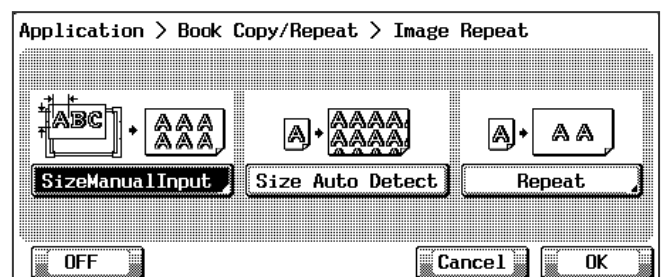 Application > Book Copy/Repeat > Image Repeat
ABC AAA AAA A AAAA AAAA AAAA A AA
SizeManualInput Size Auto Detect Repeat
OFF Cancel OK